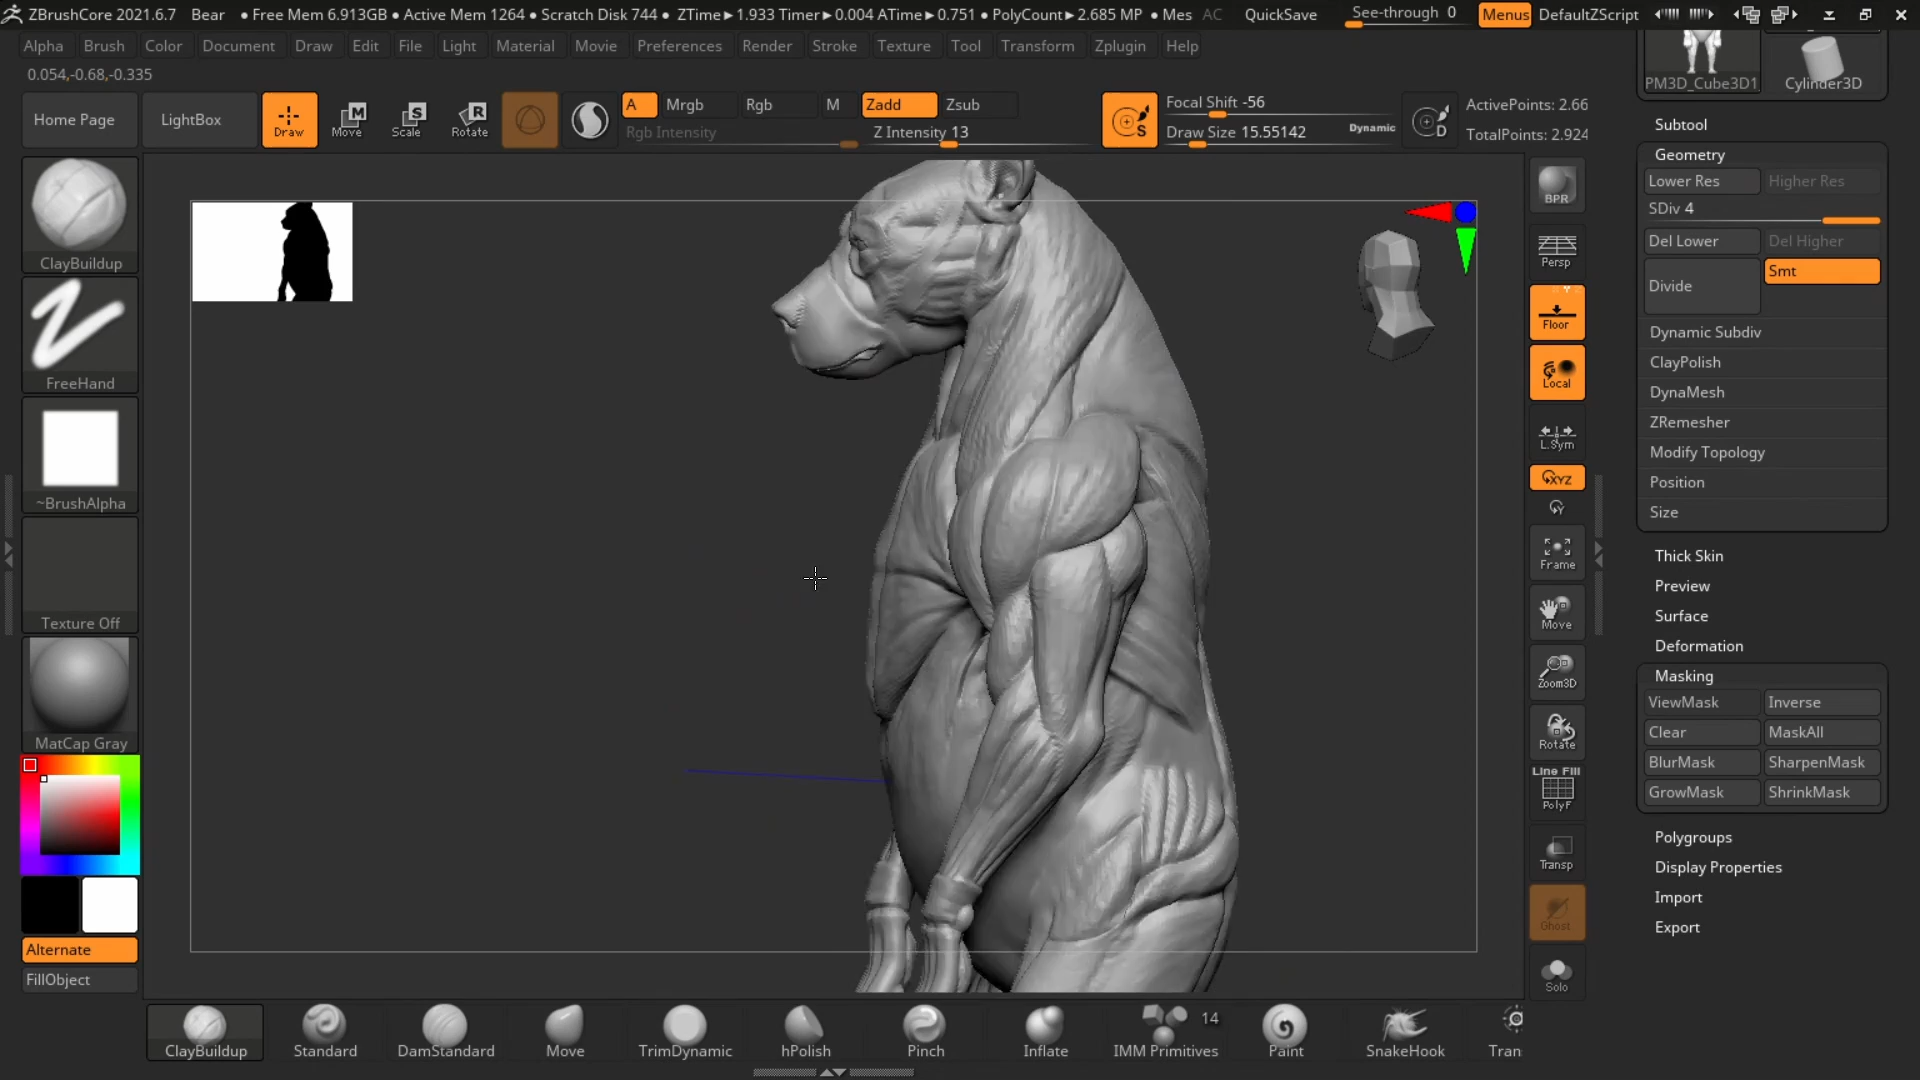 ZBrushCore 2021.6.7 Bear ● Free Mem 6.913GB ● Active Mem 1264 ● Scratch Disk 744 ● ZTime►1.933 Timer►0.004 ATime►0.751 ● PolyCount►2.685 MP ● Mes AC QuickSave See-through 0 Menus DefaultZScript
Alpha Brush Color Document Draw Edit File Light Material Movie Preferences Render Stroke Texture Tool Transform Zplugin Help
0.054,-0.68,-0.335
Home Page LightBox Draw Move Scale Rotate
M S R
A Mrgb Rgb M Zadd Zsub
Rgb Intensity Z Intensity 13
S Focal Shift -56
Draw Size 15.55142 Dynamic
D ActivePoints: 2.66
TotalPoints: 2.924
ClayBuildup
FreeHand
~BrushAlpha
Texture Off
MatCap Gray
Alternate
FillObject
BPR
Persp
Floor
Local
L.Sym
XYZ
Y
Frame
Move
Zoom3D
Rotate
Line Fill
PolyF
Transp
Ghost
Solo
PM3D_Cube3D1 Cylinder3D
Subtool
Geometry
Lower Res Higher Res
SDiv 4
Del Lower Del Higher
Divide Smt
Dynamic Subdiv
ClayPolish
DynaMesh
ZRemesher
Modify Topology
Position
Size
Thick Skin
Preview
Surface
Deformation
Masking
ViewMask Inverse
Clear MaskAll
BlurMask SharpenMask
GrowMask ShrinkMask
Polygroups
Display Properties
Import
Export
14
ClayBuildup Standard DamStandard Move TrimDynamic hPolish Pinch Inflate IMM Primitives Paint SnakeHook Tran